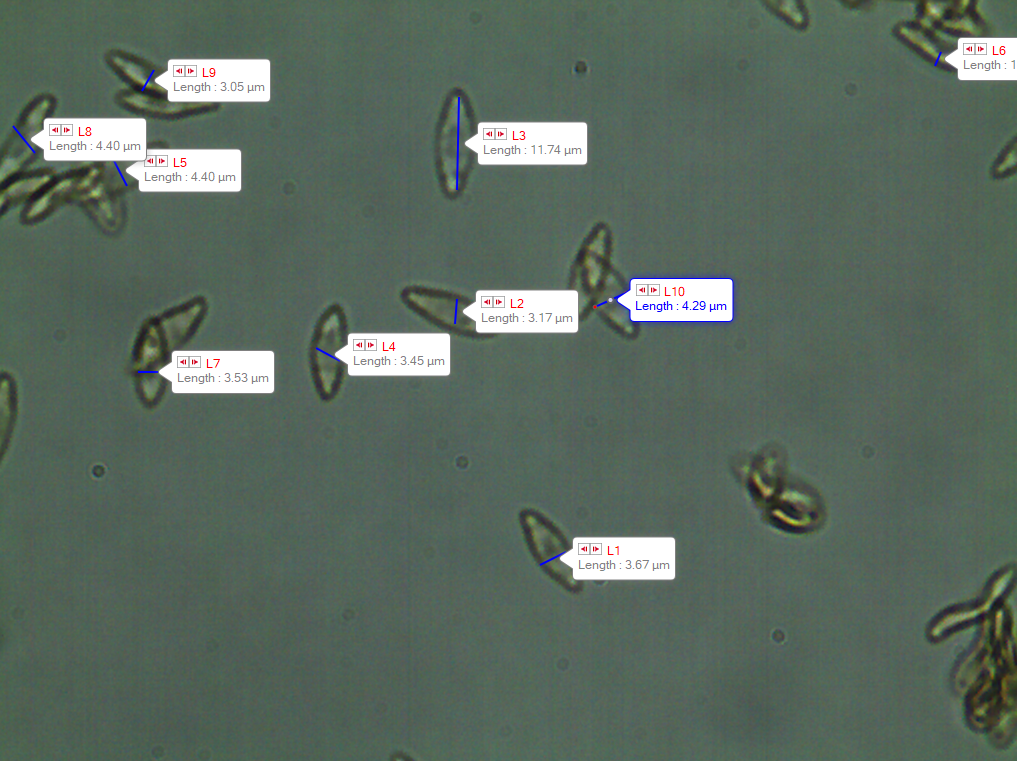 L6
Length : 1
L9
Length : 3.05 µm
L8
Length : 4.40 µm
L3
Length : 11.74 µm
L5
Length : 4.40 µm
L10
Length : 4.29 µm
L2
Length : 3.17 µm
L4
Length : 3.45 µm
L7
Length : 3.53 µm
L1
Length : 3.67 µm